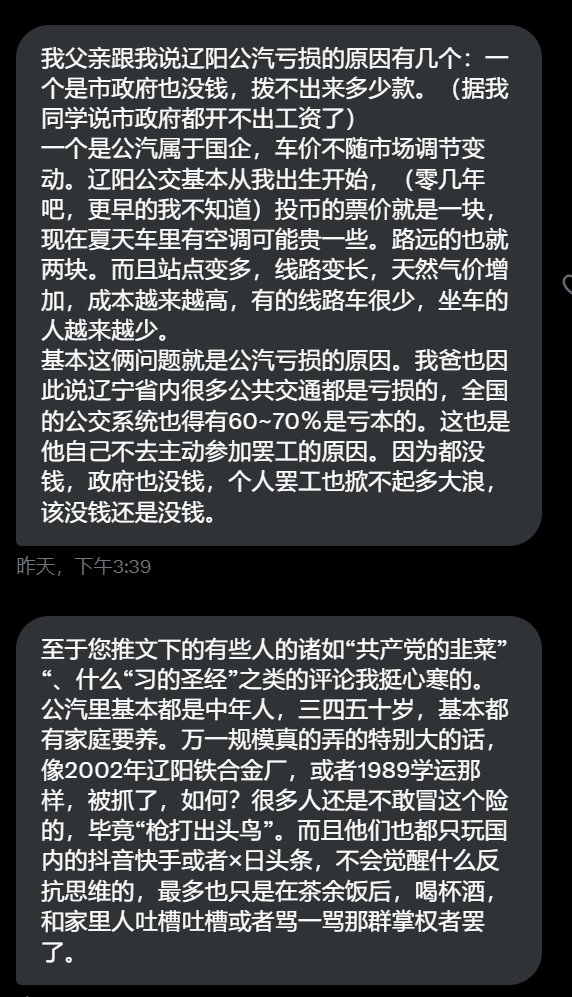 我父亲跟我说辽阳公汽亏损的原因有几个：一
个是市政府也没钱，拨不出来多少款。（据我
同学说市政府都开不出工资了）
一个是公汽属于国企，车价不随市场调节变
动。辽阳公交基本从我出生开始，（零几年
吧，更早的我不知道）投币的票价就是一块，
现在夏天车里有空调可能贵一些。路远的也就
两块。而且站点变多，线路变长，天然气价增
加，成本越来越高，有的线路车很少，坐车的
人越来越少。
基本这俩问题就是公汽亏损的原因。我爸也因
此说辽宁省内很多公共交通都是亏损的，全国
的公交系统也得有60~70%是亏本的。这也是
他自己不去主动参加罢工的原因。因为都没
钱，政府也没钱，个人罢工也掀不起多大浪，
该没钱还是没钱。
昨天，下午3:39
至于您推文下的有些人的诸如“共产党的韭菜”
“、什么“习的圣经”之类的评论我挺心寒的。
公汽里基本都是中年人，三四五十岁，基本都
有家庭要养。万一规模真的弄的特别大的话，
像2002年辽阳铁合金厂，或者1989学运那
样，被抓了，如何？很多人还是不敢冒这个险
的，毕竟“枪打出头鸟”。而且他们也都只玩国
内的抖音快手或者×日头条，不会觉醒什么反
抗思维的，最多也只是在茶余饭后，喝杯酒，
和家里人吐槽吐槽或者骂一骂那群掌权者罢
了。